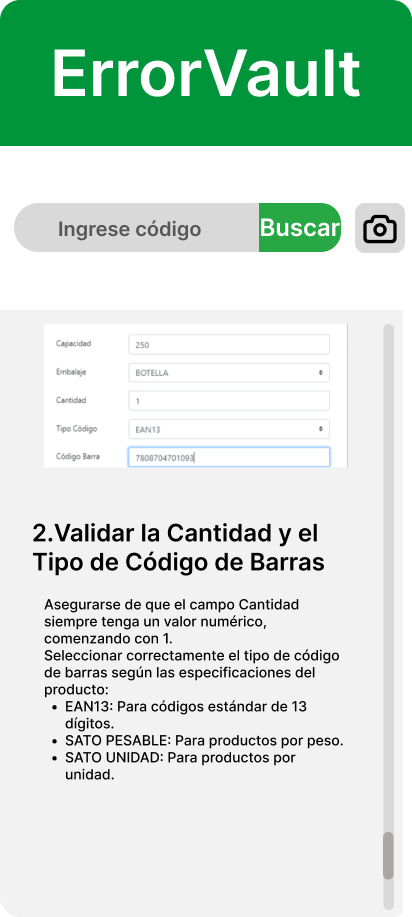 ErrorVault
Ingrese código
Buscar
Capacidad
250
Embalaje
BOTELLA
Cantidad
1
Tipo Código
EAN13
Código Barra
7808704701093
2.Validar la Cantidad y el
Tipo de Código de Barras
Asegurarse de que el campo Cantidad
siempre tenga un valor numérico,
comenzando con 1.
Seleccionar correctamente el tipo de código
de barras según las especificaciones del
producto:
• EAN13: Para códigos estándar de 13
dígitos.
• SATO PESABLE: Para productos por peso.
• SATO UNIDAD: Para productos por
unidad.